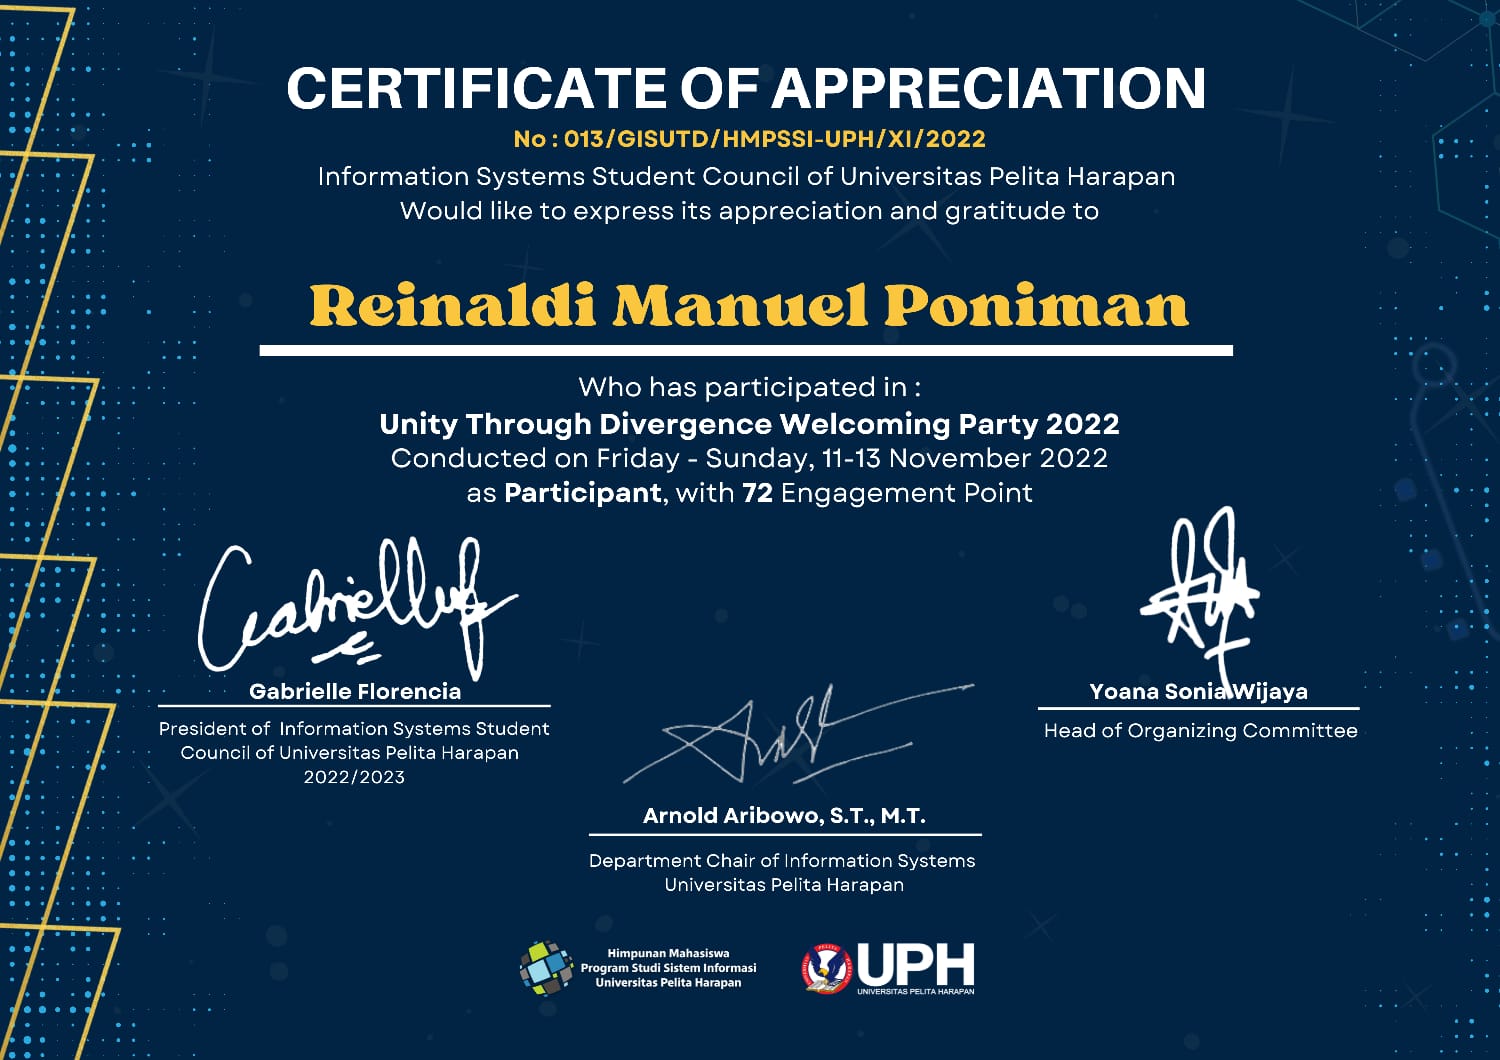 CERTIFICATE OF APPRECIATION
No : 013/GISUTD/HMPSSI-UPH/XI/2022
Information Systems Student Council of Universitas Pelita Harapan
Would like to express its appreciation and gratitude to
Reinaldi Manuel Poniman
Who has participated in :
Unity Through Divergence Welcoming Party 2022
Conducted on Friday - Sunday, 11-13 November 2022
as Participant, with 72 Engagement Point
Gabrielle Florencia
President of Information Systems Student
Council of Universitas Pelita Harapan
2022/2023
Arnold Aribowo, S.T., M.T.
Department Chair of Information Systems
Universitas Pelita Harapan
Yoana Sonia Wijaya
Head of Organizing Committee
Himpunan Mahasiswa
Program Studi Sistem Informasi
Universitas Pelita Harapan
UPH
UNIVERSITAS PELITA HARAPAN